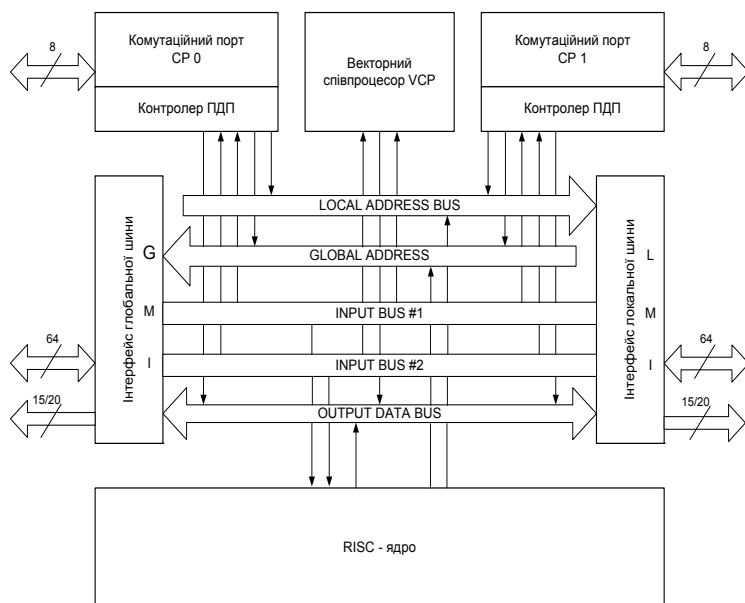 Комутаційний порт
CP 0
Контролер ПДП
8
Векторний
співпроцесор VCP
Комутаційний порт
CP 1
Контролер ПДП
8
Інтерфейс глобальної шини
G
M
I
LOCAL ADDRESS BUS
GLOBAL ADDRESS
INPUT BUS #1
INPUT BUS #2
OUTPUT DATA BUS
Інтерфейс локальної шини
L
M
I
64
15/20
64
15/20
RISC - ядро